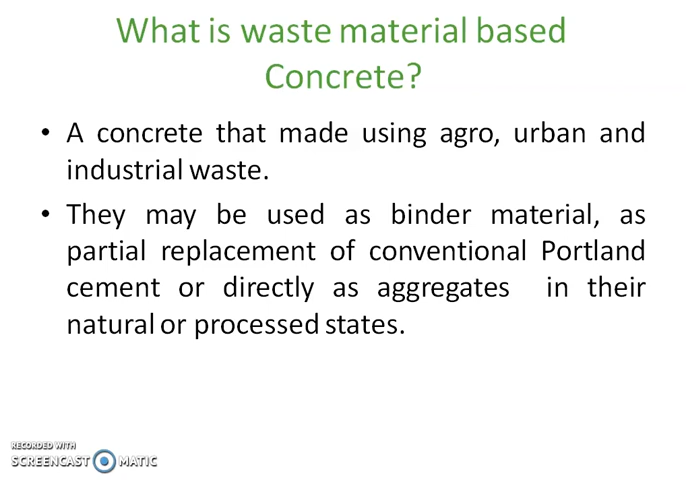 What is waste material based
Concrete?
• A concrete that made using agro, urban and
industrial waste.
• They may be used as binder material, as
partial replacement of conventional Portland
cement or directly as aggregates in their
natural or processed states.
RECORDED WITH
SCREENCAST MATIC